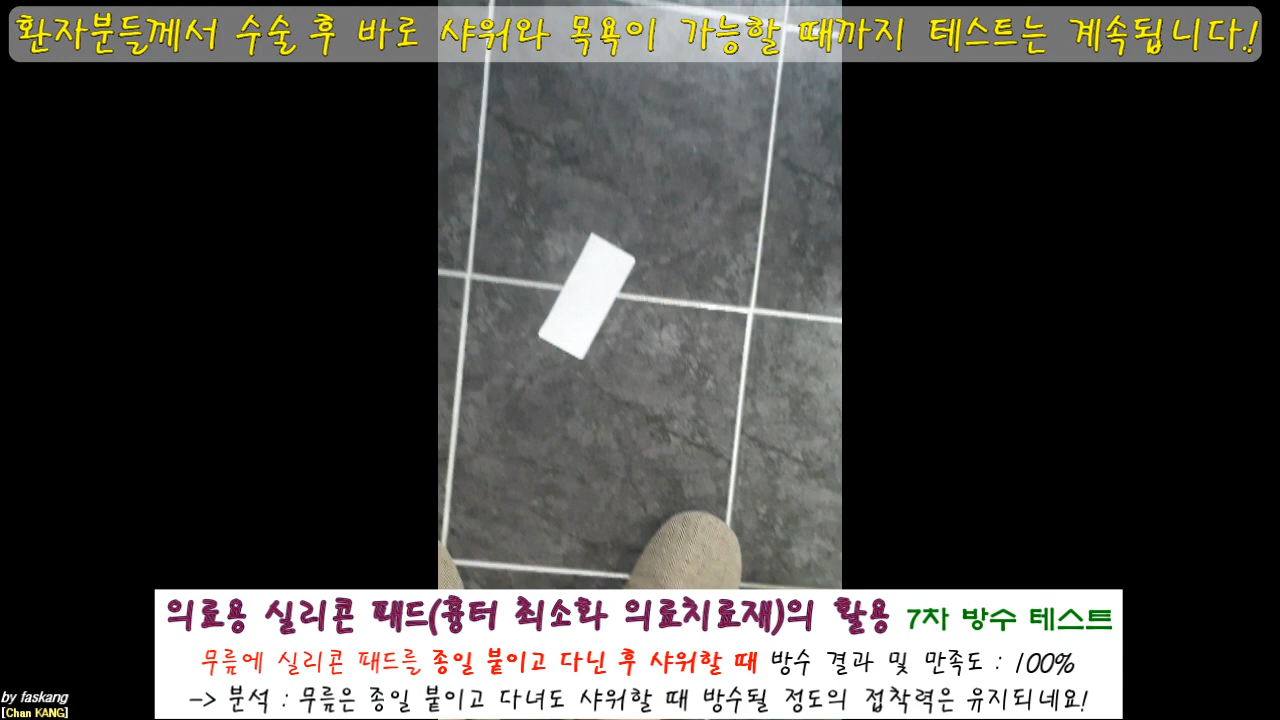 환자분들께서 수술 후 바로 샤워와 목욕이 가능할 때까지 테스트는 계속됩니다!
의료용 실리콘 패드(흉터 최소화 의료치료재)의 활용 7차 방수 테스트
무릎에 실리콘 패드를 종일 붙이고 다닌 후 샤워할 때 방수 결과 및 만족도 : 100%
-> 분석 : 무릎은 종일 붙이고 다녀도 샤워할 때 방수될 정도의 접착력은 유지되네요!
by faskang
[Chan KANG]